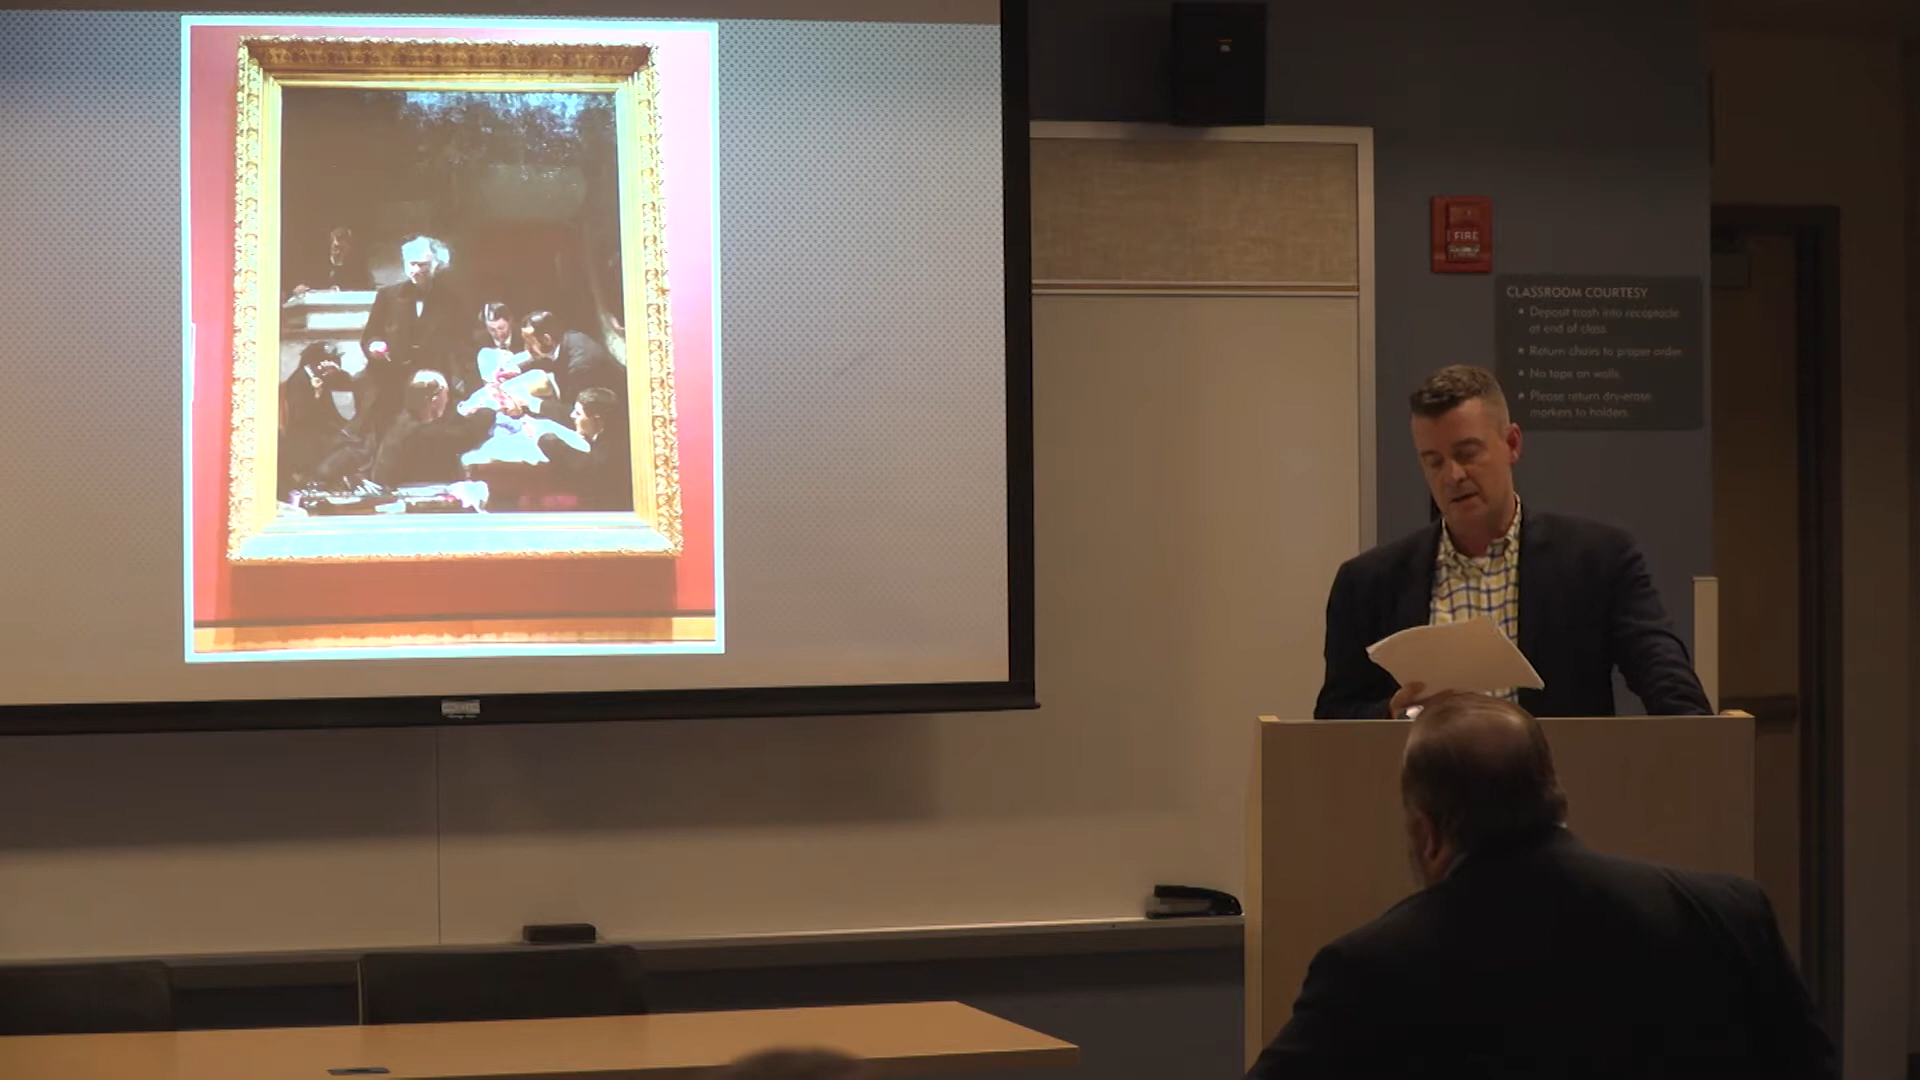 FIRE
CLASSROOM COURTESY
• Deposit trash into receptacle
at end of class.
• Return chairs to proper order
• No tape on walls.
• Please return dry-erase
markers to holders.